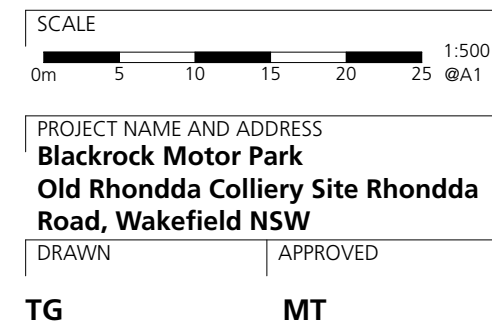 SCALE
1:500
0m 5 10 15 20 25 @A1
PROJECT NAME AND ADDRESS
Blackrock Motor Park
Old Rhondda Colliery Site Rhondda
Road, Wakefield NSW
DRAWN APPROVED
TG MT